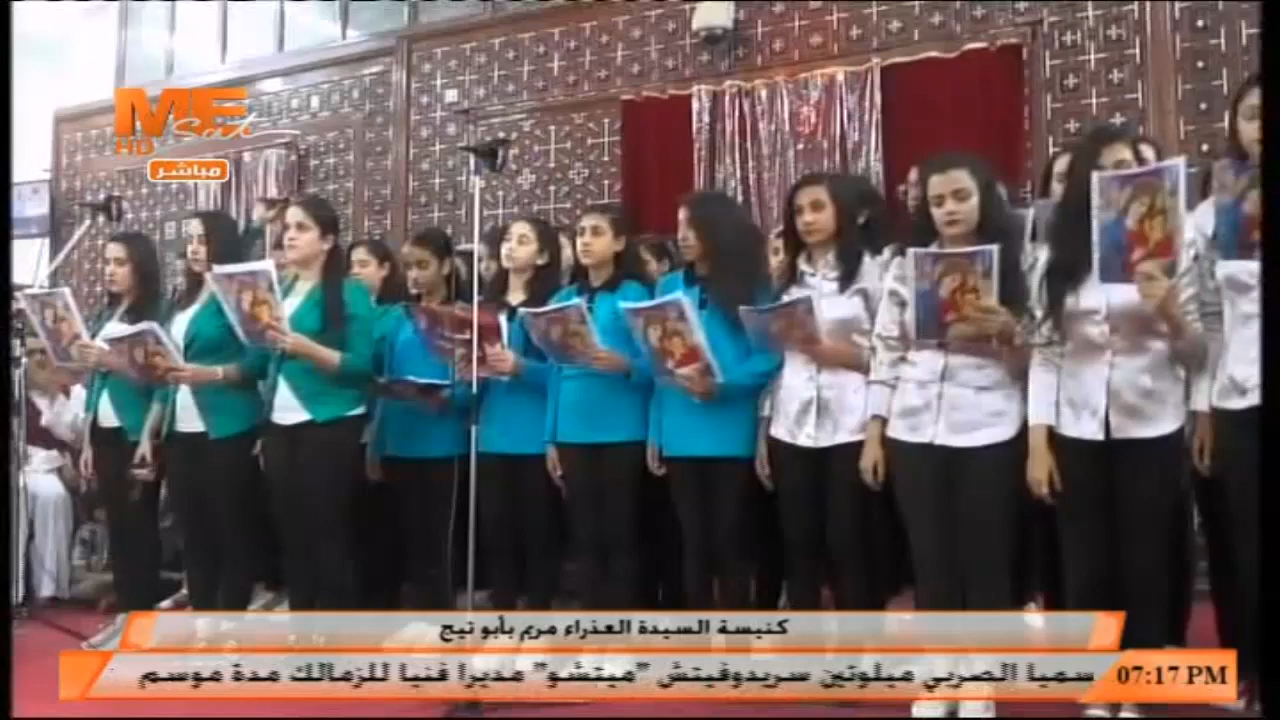 ME
Sat
HD
مباشر
كنيسة السيدة العذراء مريم بأبو تيج
سميا الصربي ميلوتين سريدوفيتش "ميتشو" مديرا فنيا للزمالك مدة موسم
07:17 PM